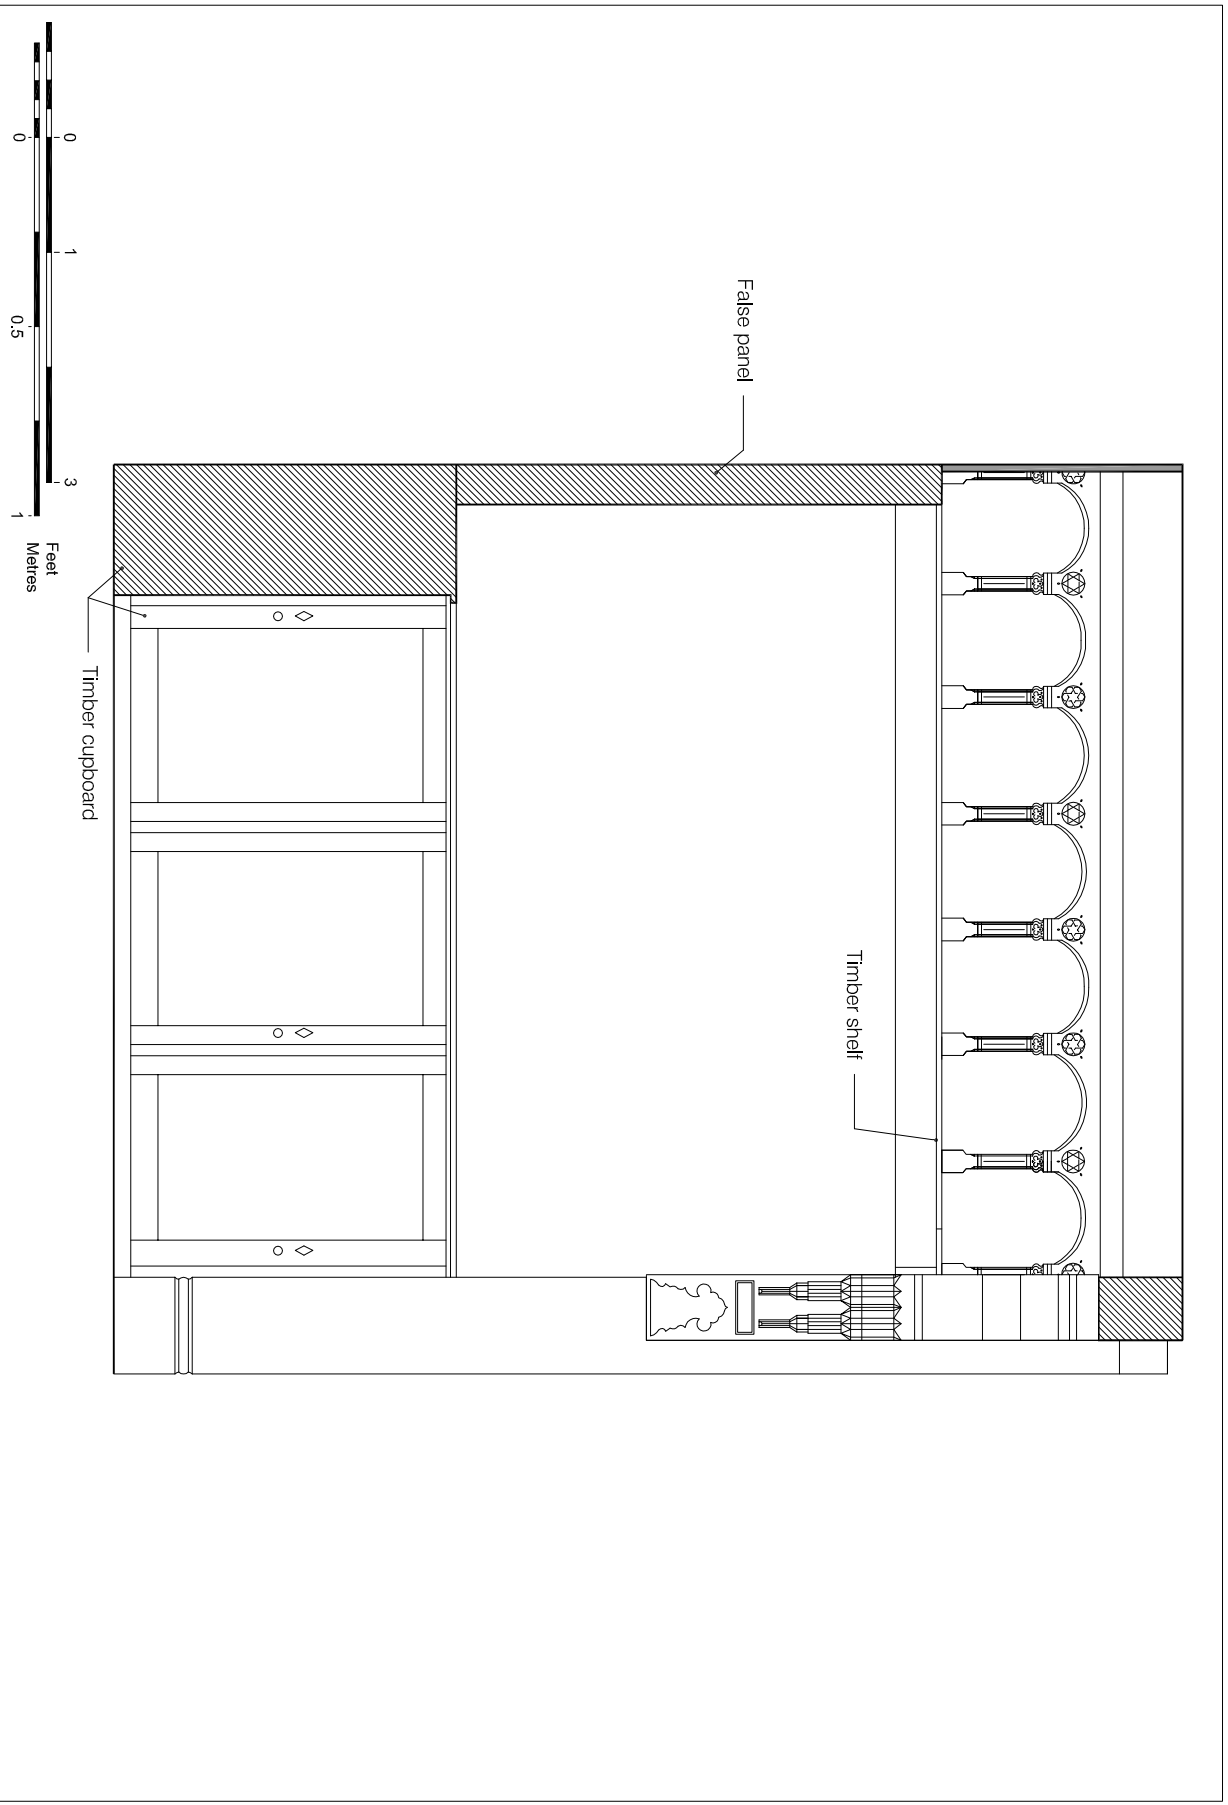 False panel
Timber shelf
Timber cupboard
0 1 3 Feet
0 0.5 1 Metres